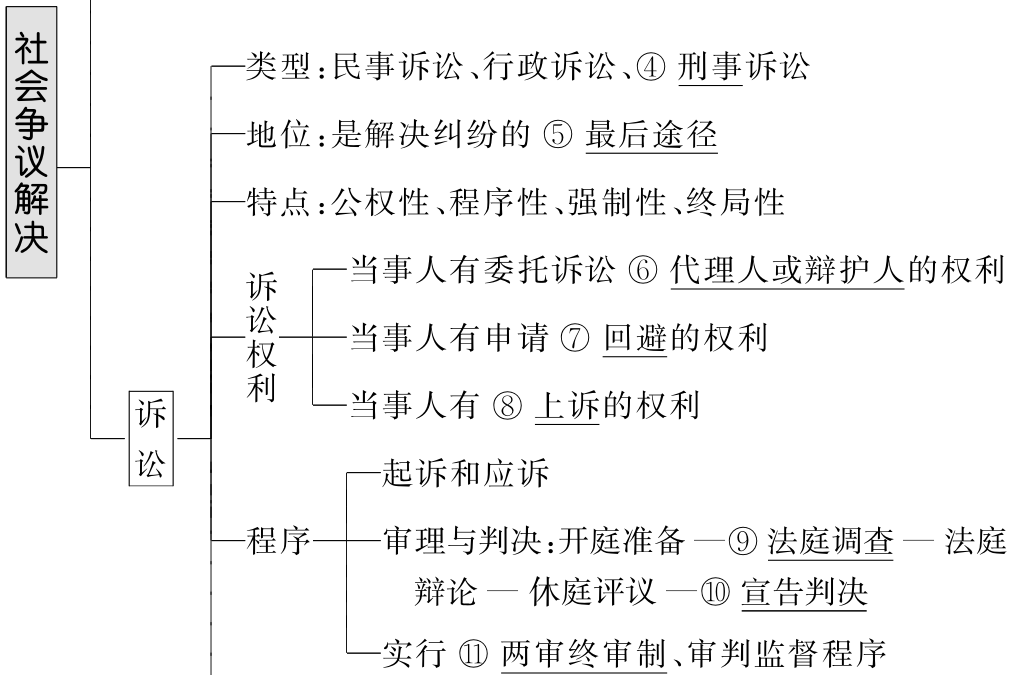 社会争议解决
诉讼
类型:民事诉讼、行政诉讼、④ 刑事诉讼
地位:是解决纠纷的 ⑤ 最后途径
特点:公权性、程序性、强制性、终局性
诉讼权利
当事人有委托诉讼 ⑥ 代理人或辩护人的权利
当事人有申请 ⑦ 回避的权利
当事人有 ⑧ 上诉的权利
程序
起诉和应诉
审理与判决:开庭准备 — ⑨ 法庭调查 — 法庭
辩论 — 休庭评议 — ⑩ 宣告判决
实行 ⑪ 两审终审制、审判监督程序